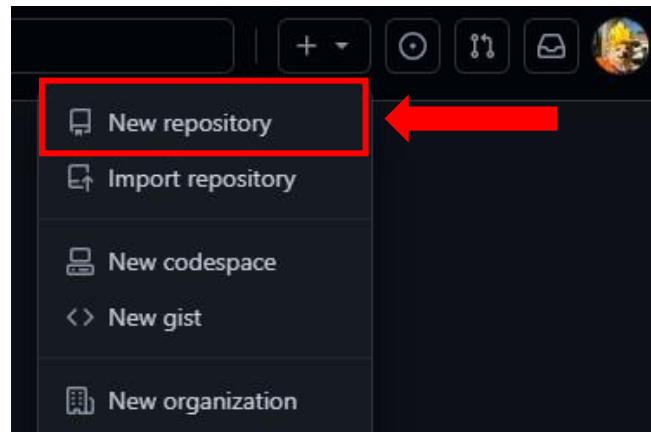 New repository
Import repository
New codespace
New gist
New organization